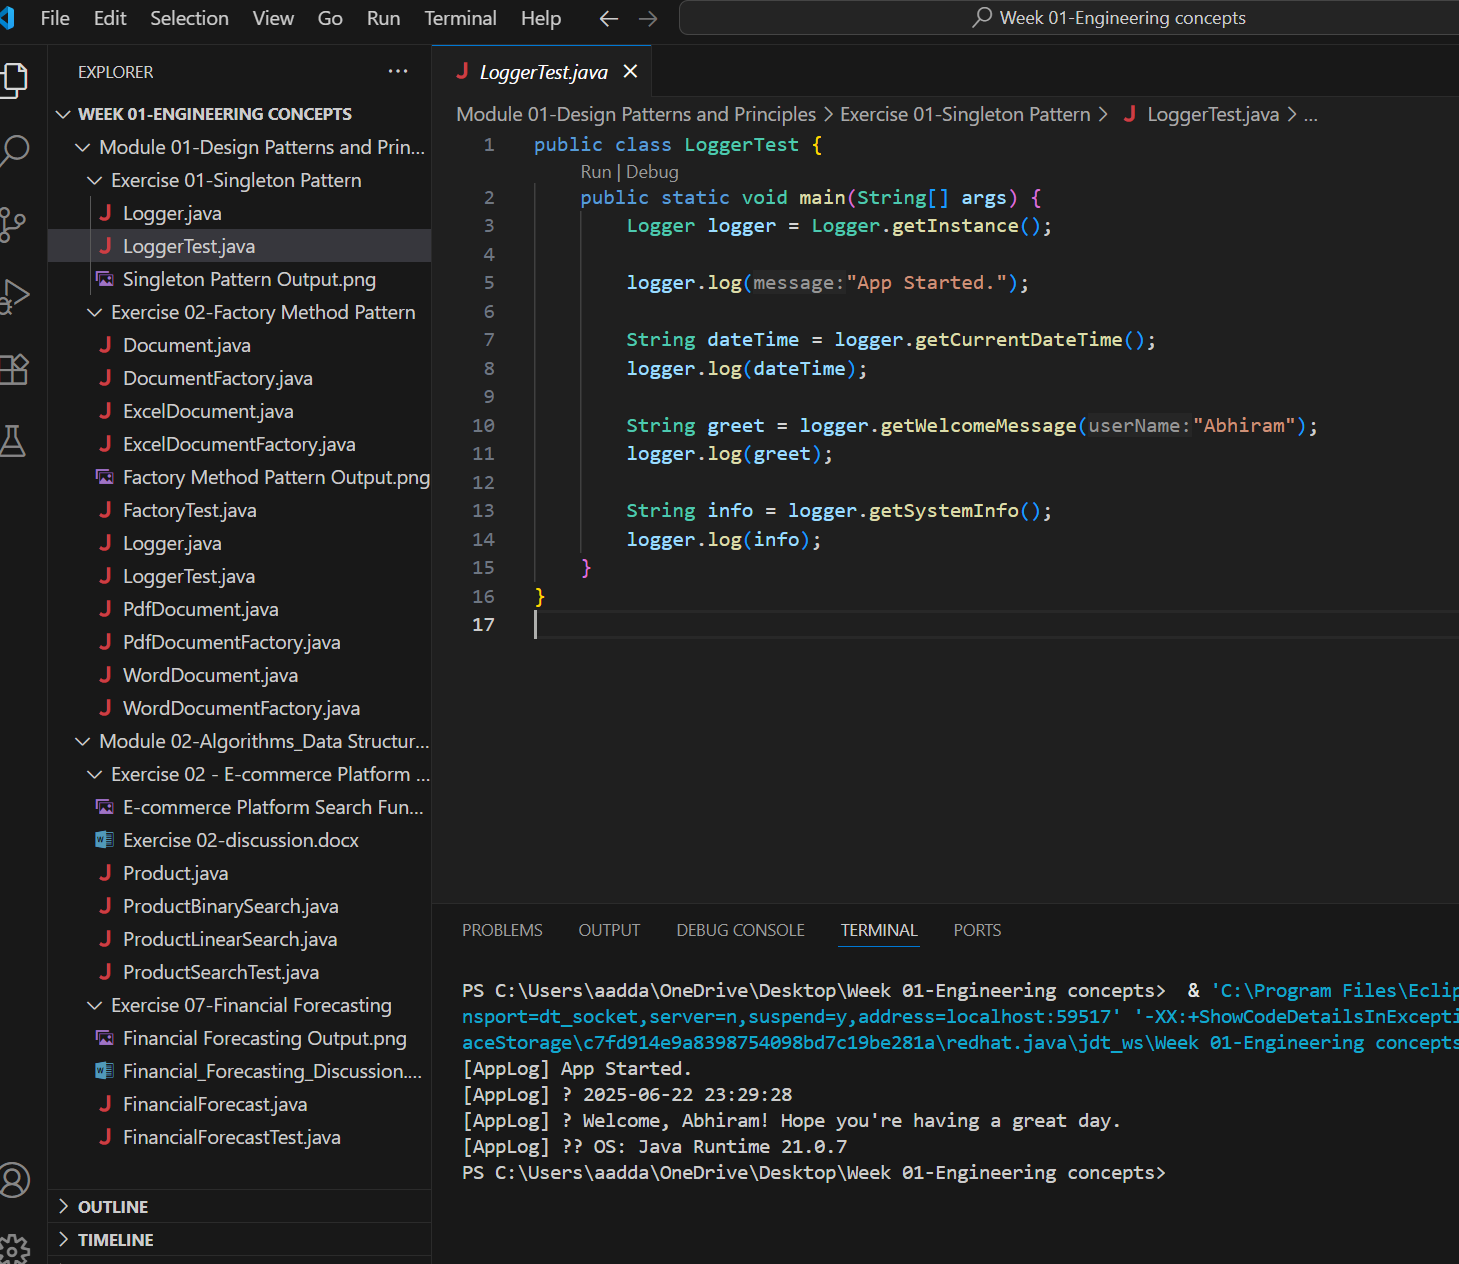 File Edit Selection View Go Run Terminal Help ← → Week 01-Engineering concepts
EXPLORER ...
WEEK 01-ENGINEERING CONCEPTS
Module 01-Design Patterns and Prin...
Exercise 01-Singleton Pattern
J Logger.java
J LoggerTest.java
Singleton Pattern Output.png
Exercise 02-Factory Method Pattern
J Document.java
J DocumentFactory.java
J ExcelDocument.java
J ExcelDocumentFactory.java
Factory Method Pattern Output.png
J FactoryTest.java
J Logger.java
J LoggerTest.java
J PdfDocument.java
J PdfDocumentFactory.java
J WordDocument.java
J WordDocumentFactory.java
Module 02-Algorithms_Data Structur...
Exercise 02 - E-commerce Platform ...
E-commerce Platform Search Fun...
Exercise 02-discussion.docx
J Product.java
J ProductBinarySearch.java
J ProductLinearSearch.java
J ProductSearchTest.java
Exercise 07-Financial Forecasting
Financial Forecasting Output.png
Financial_Forecasting_Discussion....
J FinancialForecast.java
J FinancialForecastTest.java
OUTLINE
TIMELINE
J LoggerTest.java ×
Module 01-Design Patterns and Principles > Exercise 01-Singleton Pattern > J LoggerTest.java > ...
1 public class LoggerTest {
Run | Debug
2 public static void main(String[] args) {
3 Logger logger = Logger.getInstance();
4
5 logger.log(message:"App Started.");
6
7 String dateTime = logger.getCurrentDateTime();
8 logger.log(dateTime);
9
10 String greet = logger.getWelcomeMessage(userName:"Abhiram");
11 logger.log(greet);
12
13 String info = logger.getSystemInfo();
14 logger.log(info);
15 }
16 }
17
PROBLEMS OUTPUT DEBUG CONSOLE TERMINAL PORTS
PS C:\Users\aadda\OneDrive\Desktop\Week 01-Engineering concepts> & 'C:\Program Files\Eclip
nsport=dt_socket,server=n,suspend=y,address=localhost:59517' '-XX:+ShowCodeDetailsInExcepti
aceStorage\c7fd914e9a8398754098bd7c19be281a\redhat.java\jdt_ws\Week 01-Engineering concepts
[AppLog] App Started.
[AppLog] ? 2025-06-22 23:29:28
[AppLog] ? Welcome, Abhiram! Hope you're having a great day.
[AppLog] ?? OS: Java Runtime 21.0.7
PS C:\Users\aadda\OneDrive\Desktop\Week 01-Engineering concepts>